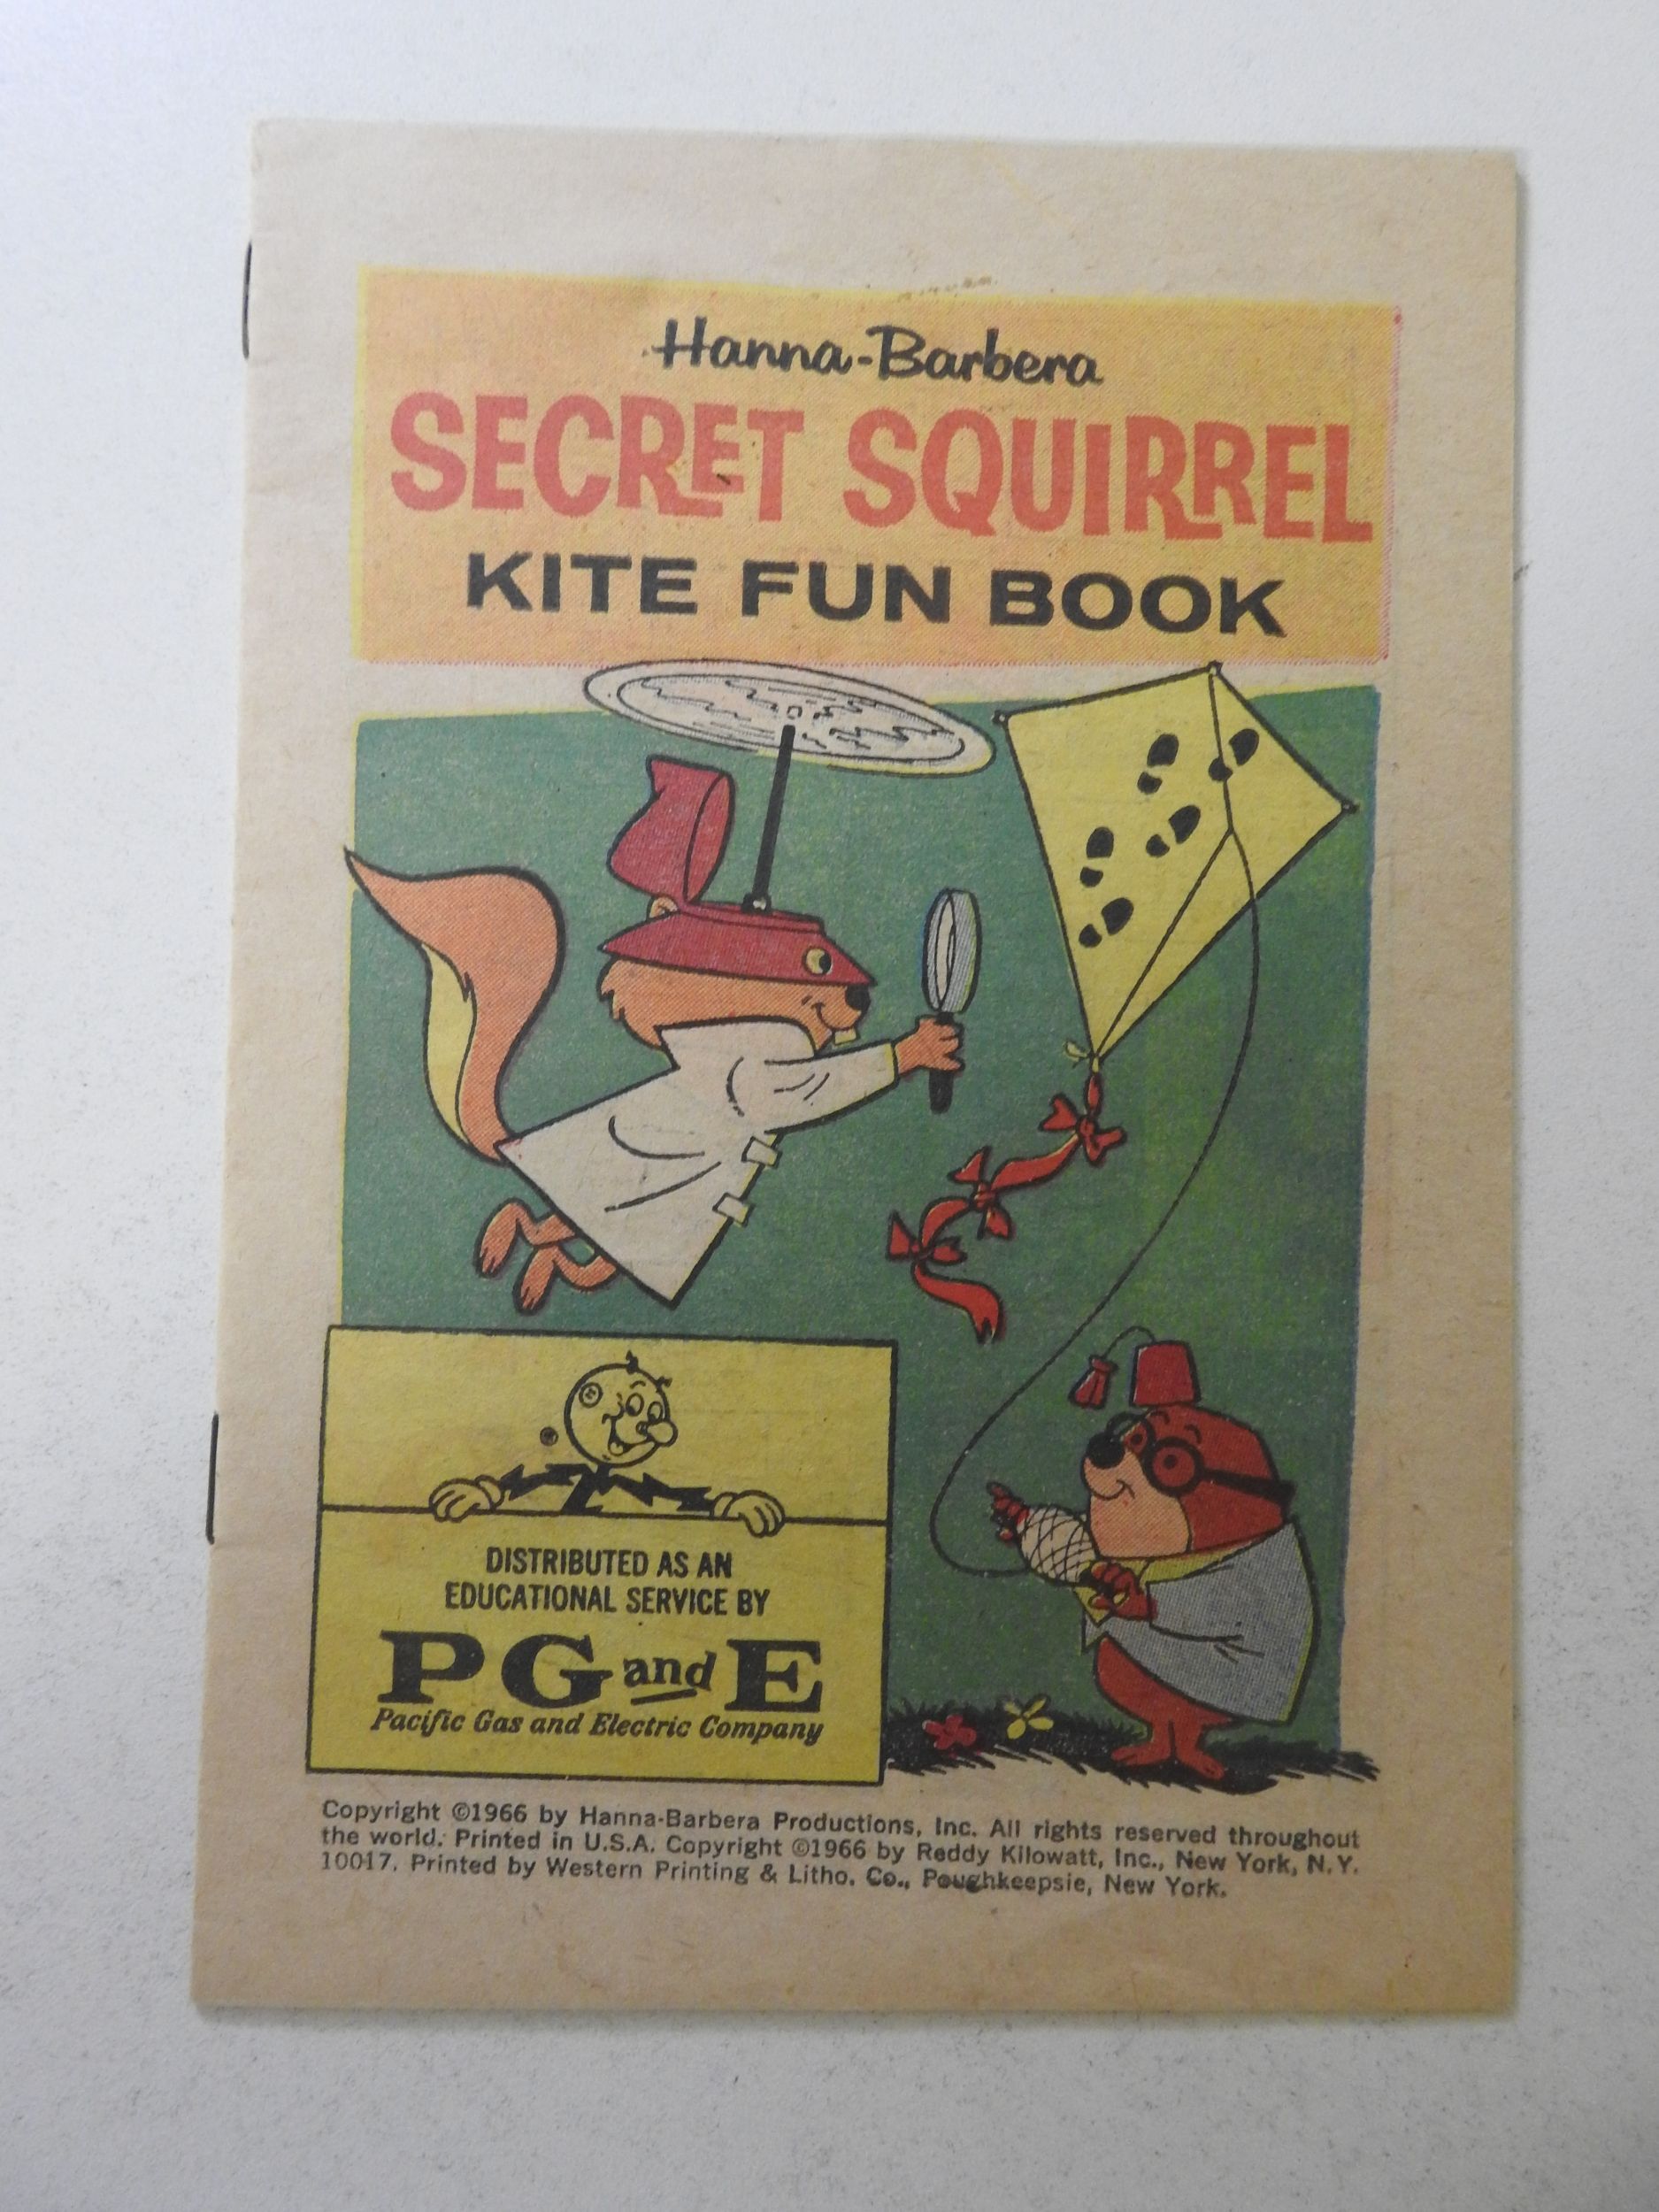 Hanna-Barbera
SECRET SQUIRREL
KITE FUN BOOK
DISTRIBUTED AS AN
EDUCATIONAL SERVICE BY
PG and E
Pacific Gas and Electric Company
Copyright ©1966 by Hanna-Barbera Productions, Inc. All rights reserved throughout
the world. Printed in U.S.A. Copyright ©1966 by Reddy Kilowatt, Inc., New York, N.Y.
10017. Printed by Western Printing & Litho. Co., Poughkeepsie, New York.